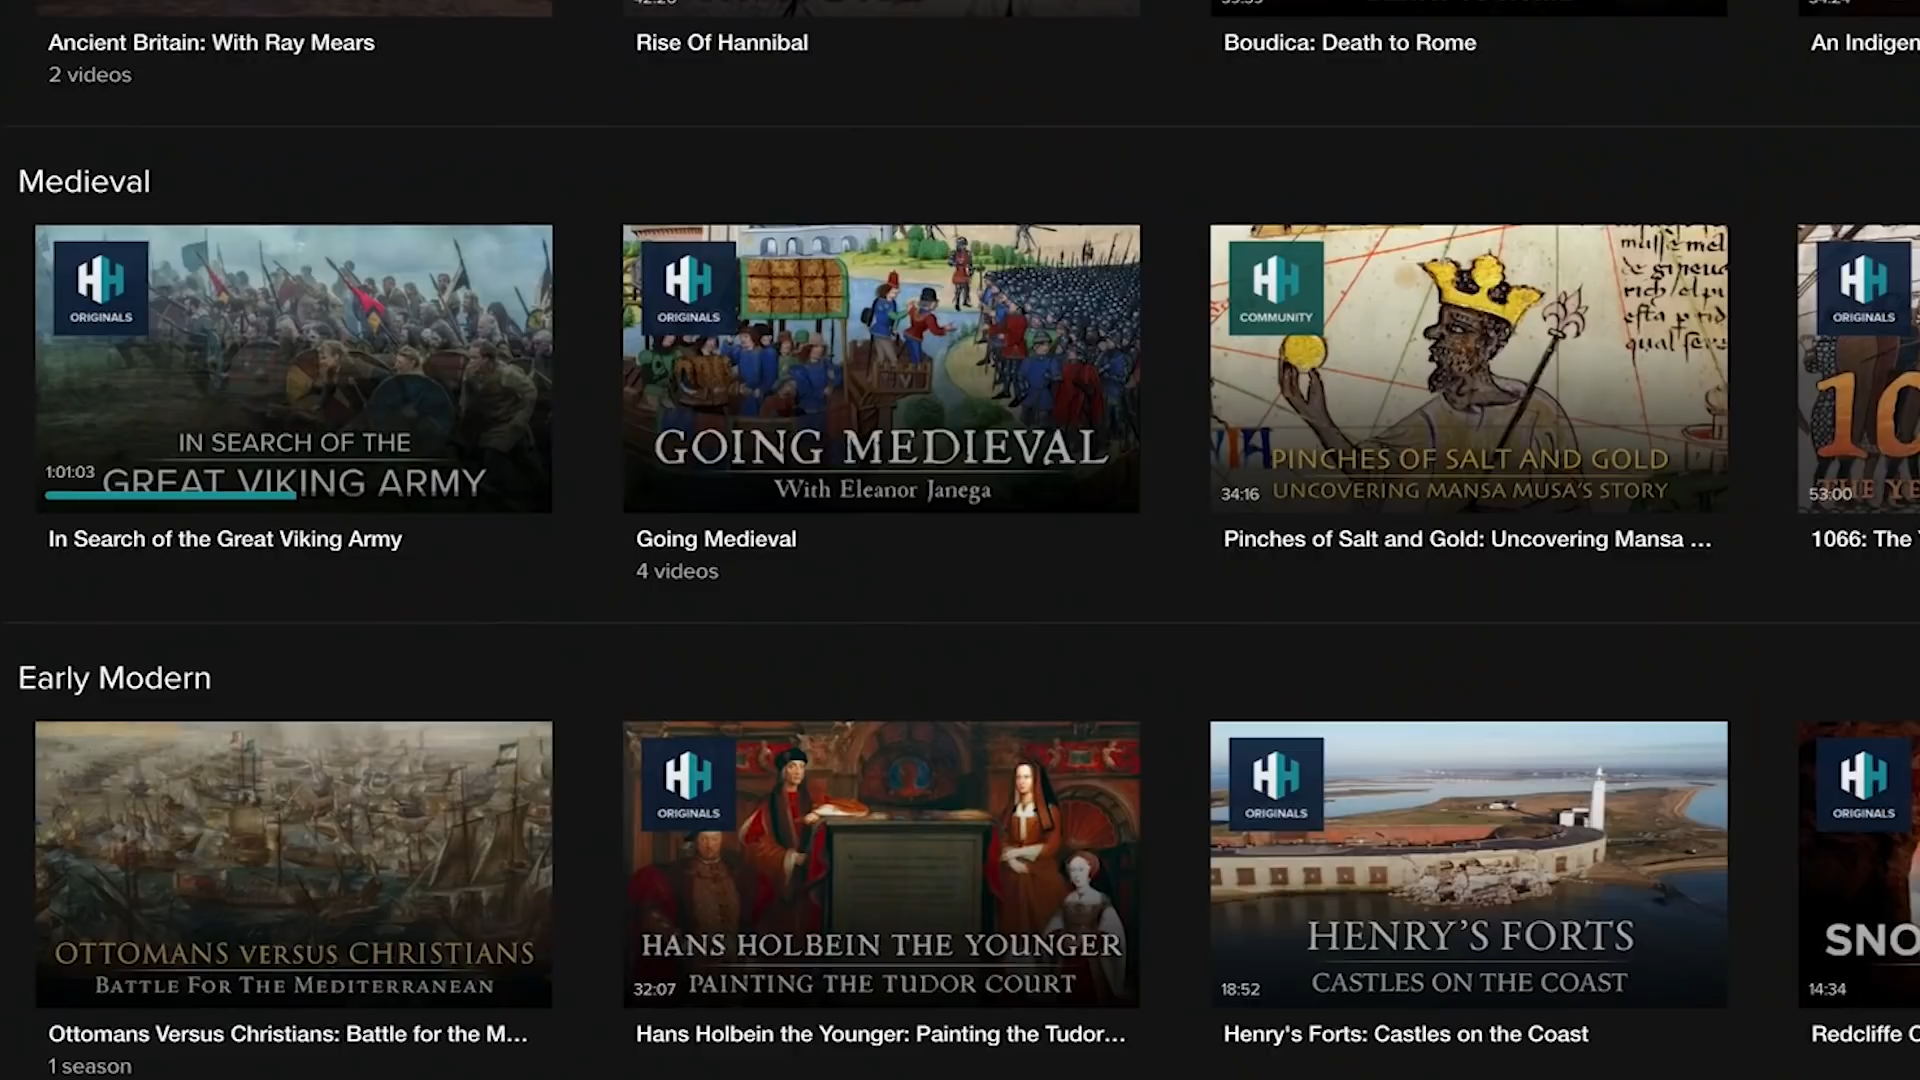 Ancient Britain: With Ray Mears
2 videos
Rise Of Hannibal
Boudica: Death to Rome
An Indigen
Medieval
ORIGINALS
IN SEARCH OF THE
GREAT VIKING ARMY
1:01:03
In Search of the Great Viking Army
ORIGINALS
GOING MEDIEVAL
With Eleanor Janega
Going Medieval
4 videos
COMMUNITY
PINCHES OF SALT AND GOLD
UNCOVERING MANSA MUSA'S STORY
34:16
Pinches of Salt and Gold: Uncovering Mansa ...
ORIGINALS
10
THE YE
53:00
1066: The
Early Modern
OTTOMANS VERSUS CHRISTIANS
BATTLE FOR THE MEDITERRANEAN
Ottomans Versus Christians: Battle for the M...
1 season
ORIGINALS
HANS HOLBEIN THE YOUNGER
PAINTING THE TUDOR COURT
32:07
Hans Holbein the Younger: Painting the Tudor...
ORIGINALS
HENRY'S FORTS
CASTLES ON THE COAST
18:52
Henry's Forts: Castles on the Coast
ORIGINALS
SNO
14:34
Redcliffe C